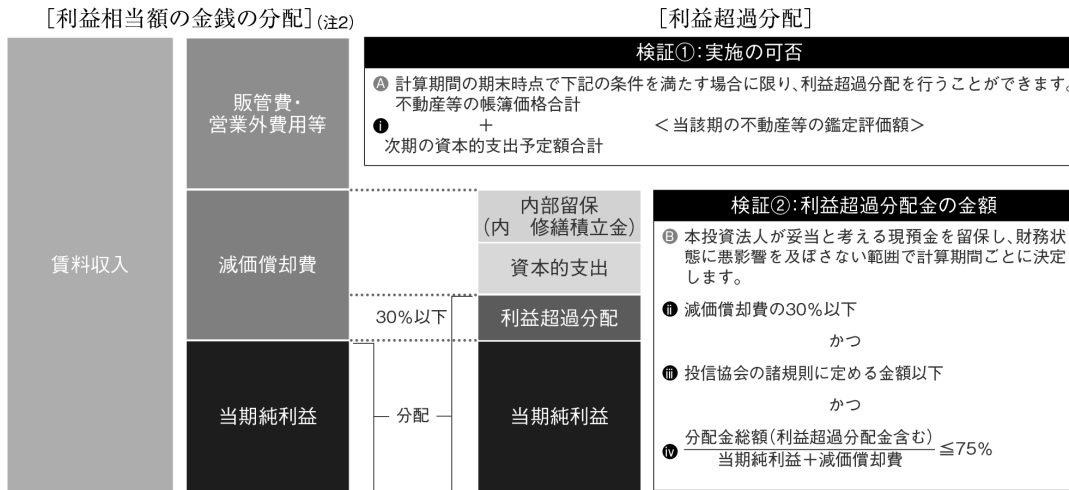 [利益相当額の金銭の分配](注2)
[利益超過分配]
賃料収入
販管費・
営業外費用等
減価償却費
当期純利益
検証①:実施の可否
Ⓐ 計算期間の期末時点で下記の条件を満たす場合に限り、利益超過分配を行うことができます。
不動産等の帳簿価格合計
ⅰ + <当該期の不動産等の鑑定評価額>
次期の資本的支出予定額合計
内部留保
(内 修繕積立金)
資本的支出
30%以下
利益超過分配
分配
当期純利益
検証②:利益超過分配金の金額
Ⓑ 本投資法人が妥当と考える現預金を留保し、財務状
態に悪影響を及ぼさない範囲で計算期間ごとに決定
します。
ⅱ 減価償却費の30%以下
かつ
ⅲ 投信協会の諸規則に定める金額以下
かつ
ⅳ 分配金総額(利益超過分配金含む)
当期純利益+減価償却費
≦75%